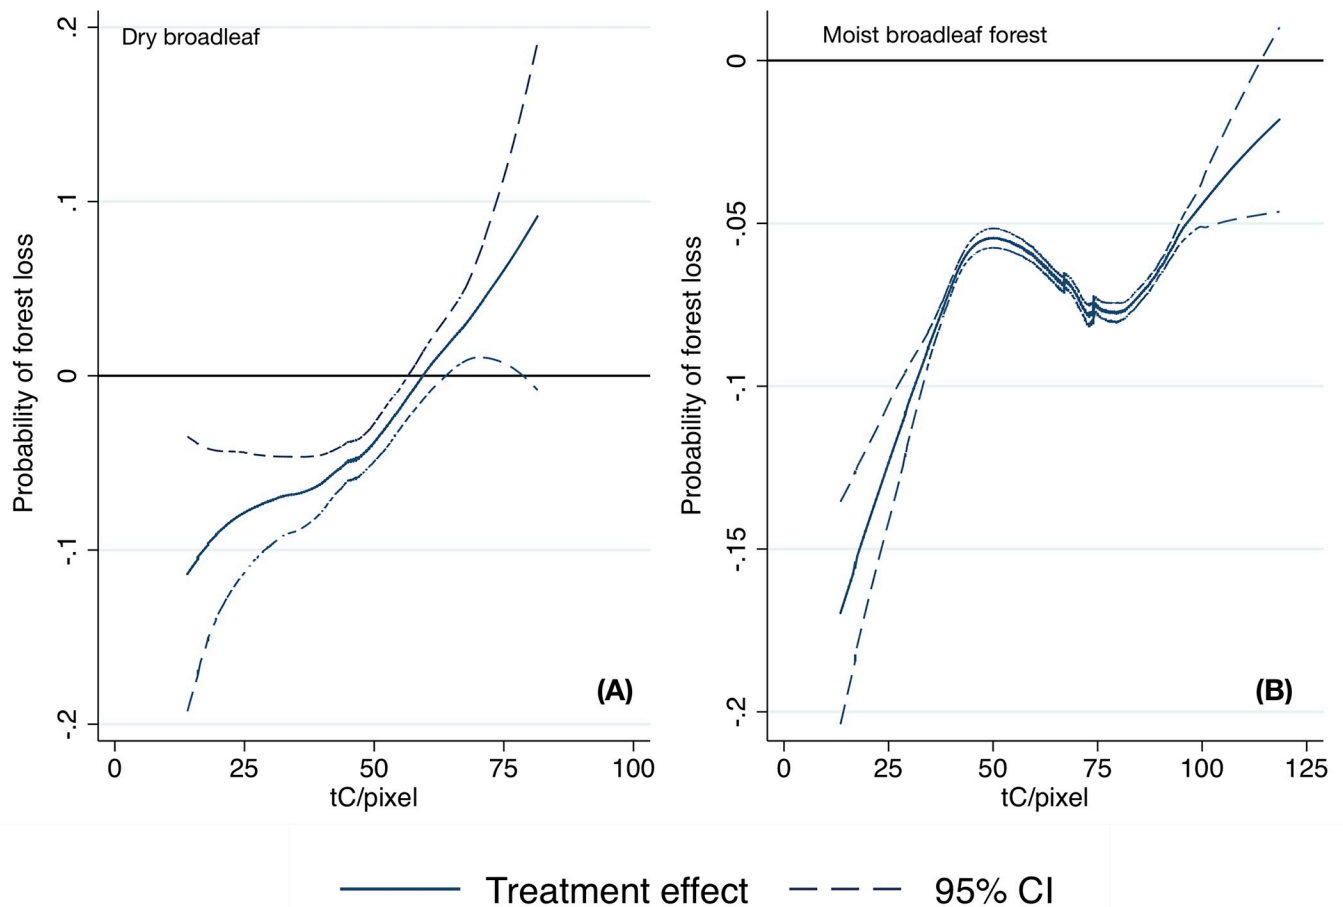 Dry broadleaf
Probability of forest loss
.2
.1
0
-.1
-.2
(A)
0 25 50 75 100
tC/pixel
Moist broadleaf forest
Probability of forest loss
0
-.05
-.1
-.15
-.2
(B)
0 25 50 75 100 125
tC/pixel
Treatment effect 95% CI